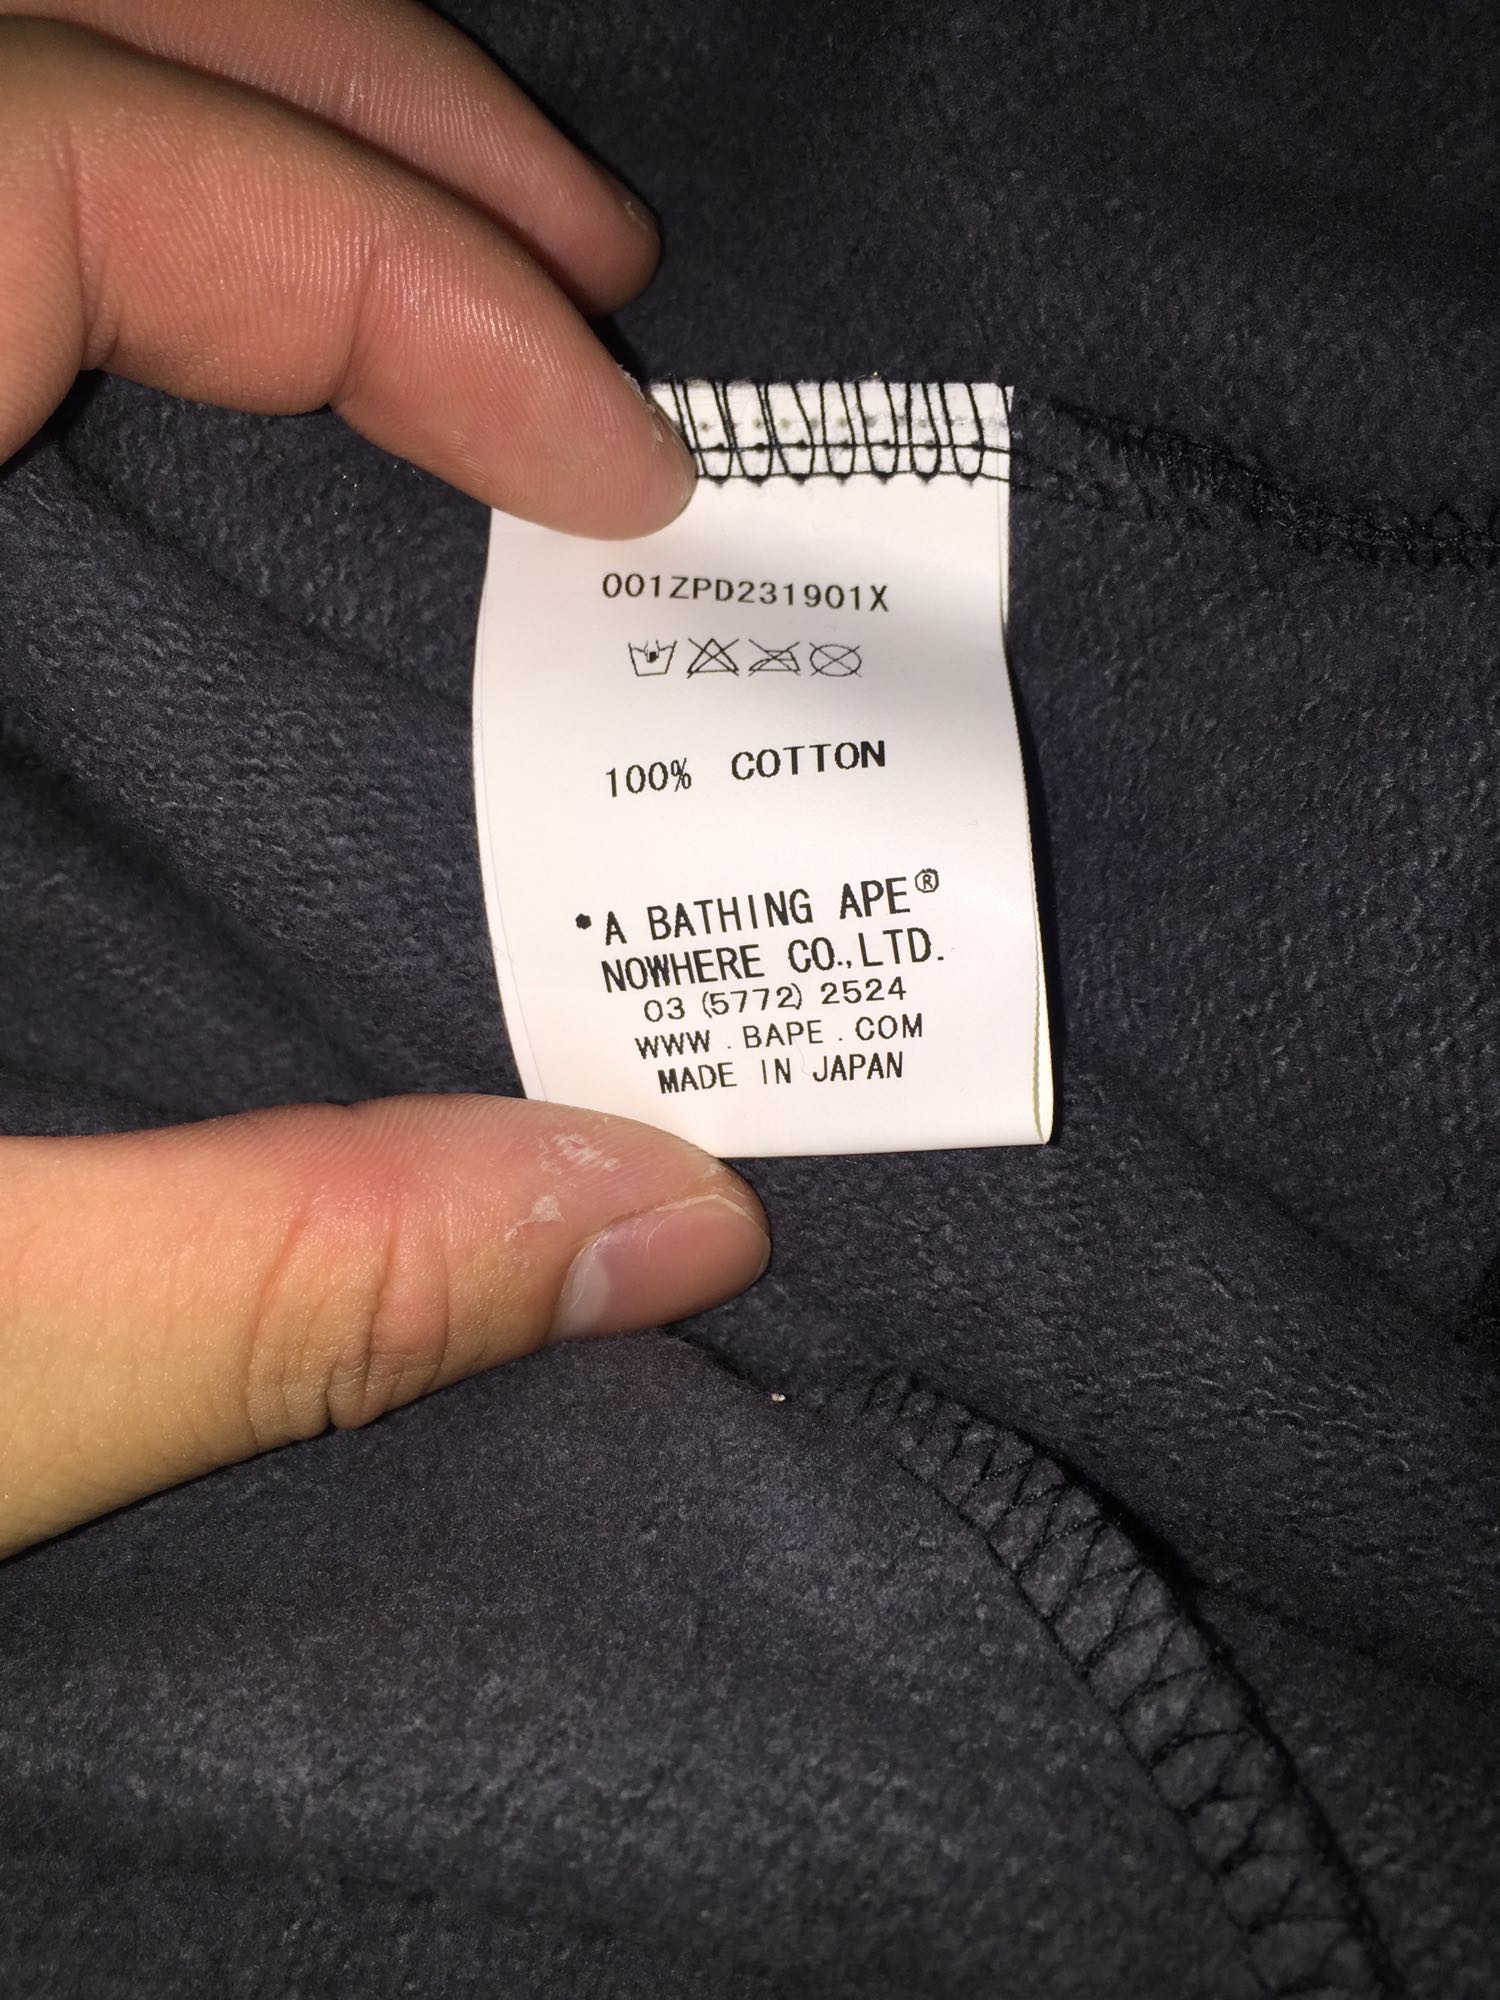 001ZPD231901X
100% COTTON
•A BATHING APE®
NOWHERE CO.,LTD.
03 (5772) 2524
WWW . BAPE . COM
MADE IN JAPAN